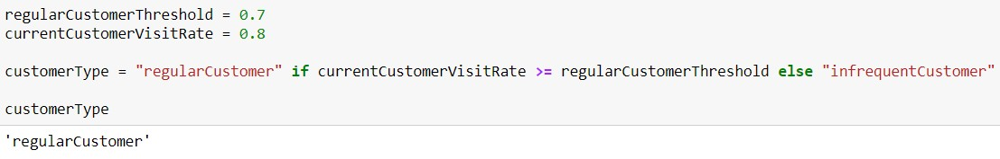 regularCustomerThreshold = 0.7
currentCustomerVisitRate = 0.8
customerType = "regularCustomer" if currentCustomerVisitRate >= regularCustomerThreshold else "infrequentCustomer"
customerType
'regularCustomer'